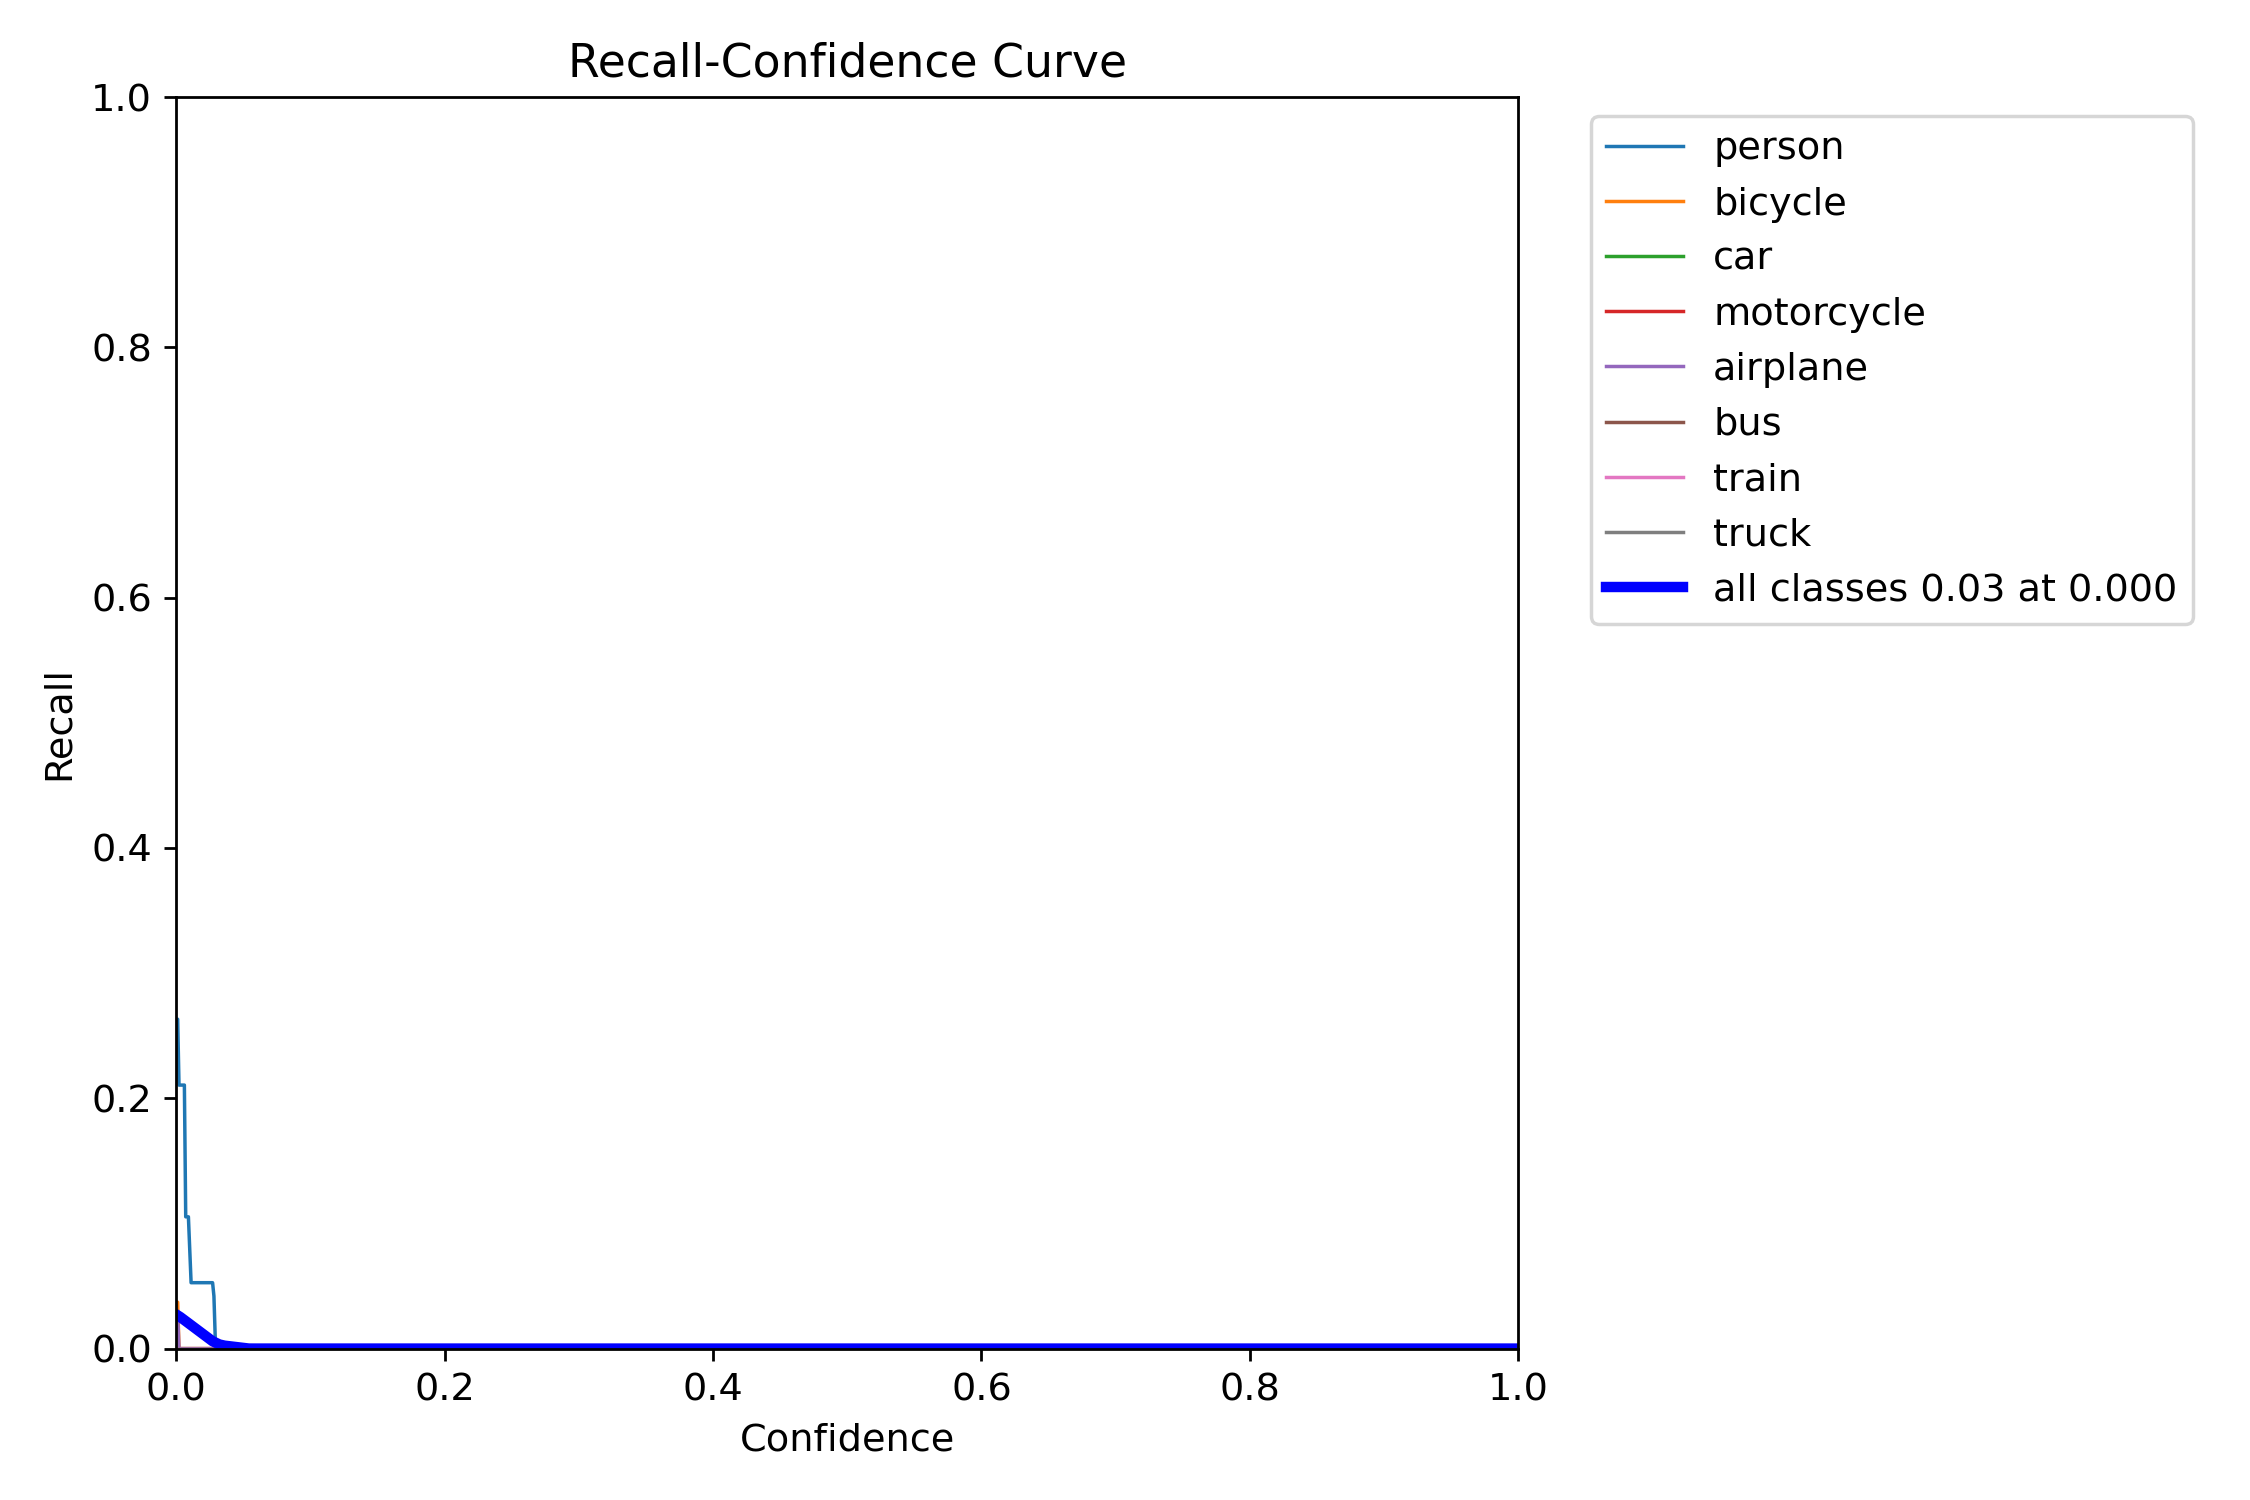 Recall-Confidence Curve
1.0
0.8
0.6
0.4
0.2
0.0
Recall
0.0 0.2 0.4 0.6 0.8 1.0
Confidence
person
bicycle
car
motorcycle
airplane
bus
train
truck
all classes 0.03 at 0.000